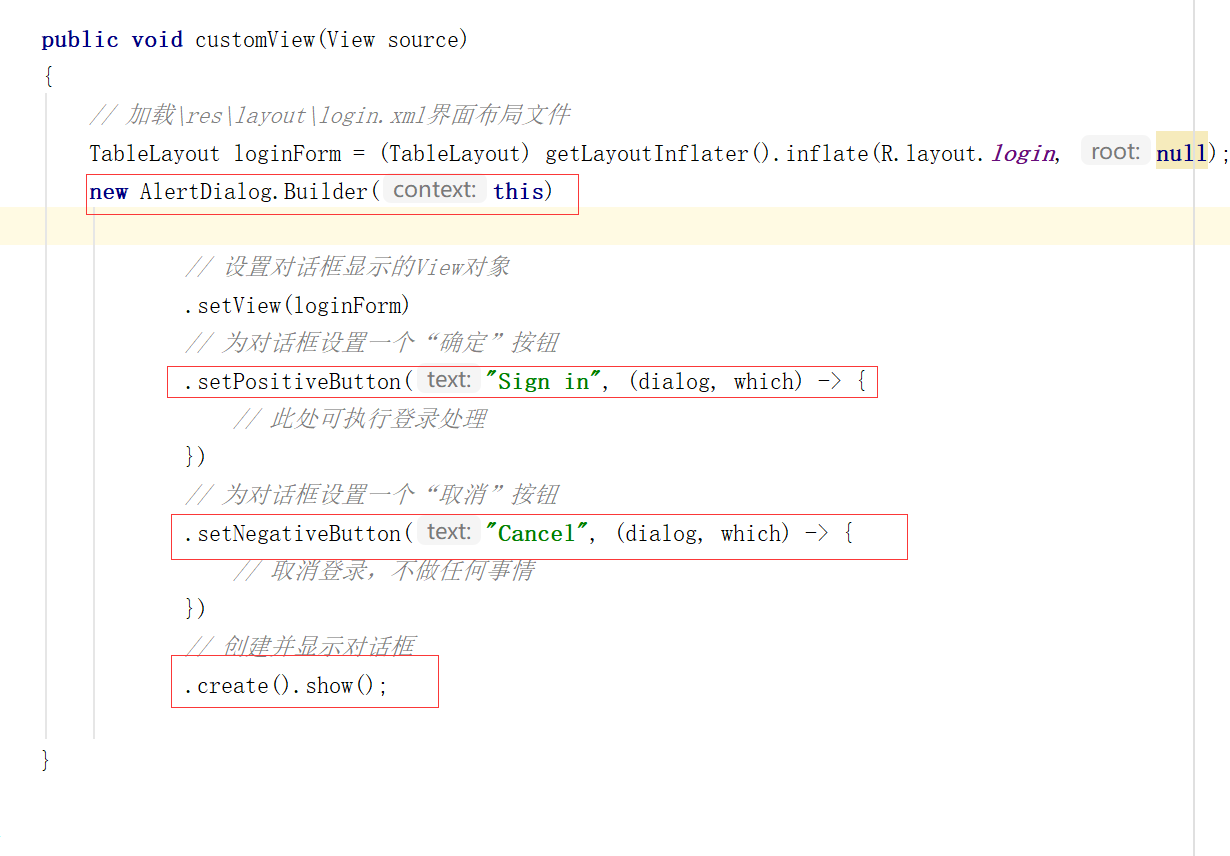 public void customView(View source)
{
// 加载\res\layout\login.xml界面布局文件
TableLayout loginForm = (TableLayout) getLayoutInflater().inflate(R.layout.login, root: null);
new AlertDialog.Builder( context: this)
// 设置对话框显示的View对象
.setView(loginForm)
// 为对话框设置一个“确定”按钮
.setPositiveButton( text: "Sign in", (dialog, which) -> {
// 此处可执行登录处理
})
// 为对话框设置一个“取消”按钮
.setNegativeButton( text: "Cancel", (dialog, which) -> {
// 取消登录，不做任何事情
})
// 创建并显示对话框
.create().show();
}